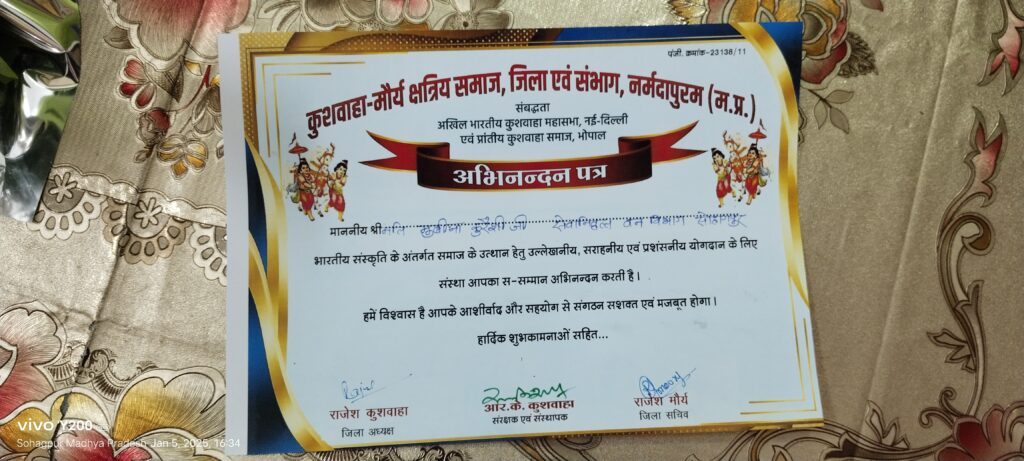 पंजी. क्रमांक-23138/11
कुशवाहा-मौर्य क्षत्रिय समाज, जिला एवं संभाग, नर्मदापुरम (म.प्र.)
संबद्धता
अखिल भारतीय कुशवाहा महासभा, नई-दिल्ली
एवं प्रांतीय कुशवाहा समाज, भोपाल
अभिनन्दन पत्र
माननीय श्रीमति कुरैशी जी सेवानिवृत्त वन विभाग सोहागपुर
भारतीय संस्कृति के अंतर्गत समाज के उत्थान हेतु उल्लेखनीय, सराहनीय एवं प्रशंसनीय योगदान के लिए
संस्था आपका स-सम्मान अभिनन्दन करती है।
हमें विश्वास है आपके आशीर्वाद और सहयोग से संगठन सशक्त एवं मजबूत होगा।
हार्दिक शुभकामनाओं सहित...
राजेश कुशवाहा
जिला अध्यक्ष
आर.के. कुशवाहा
संरक्षक एवं संस्थापक
राजेश मौर्य
जिला सचिव
vivo Y200
Sohagpur, Madhya Pradesh Jan 5, 2025, 16:34